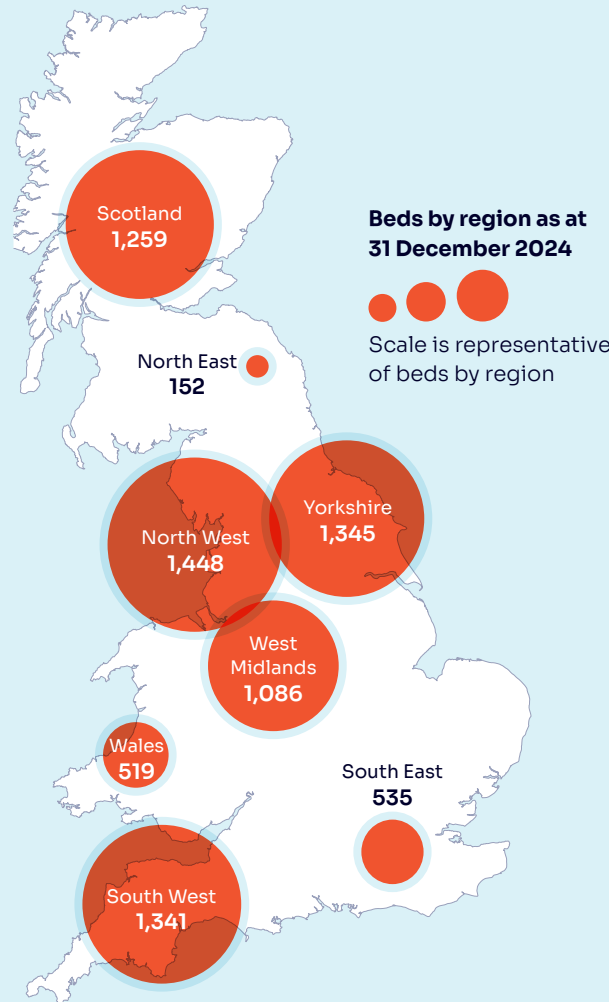 Scotland
1,259
Beds by region as at
31 December 2024
Scale is representative
of beds by region
North East
152
Yorkshire
1,345
North West
1,448
West
Midlands
1,086
Wales
519
South East
535
South West
1,341